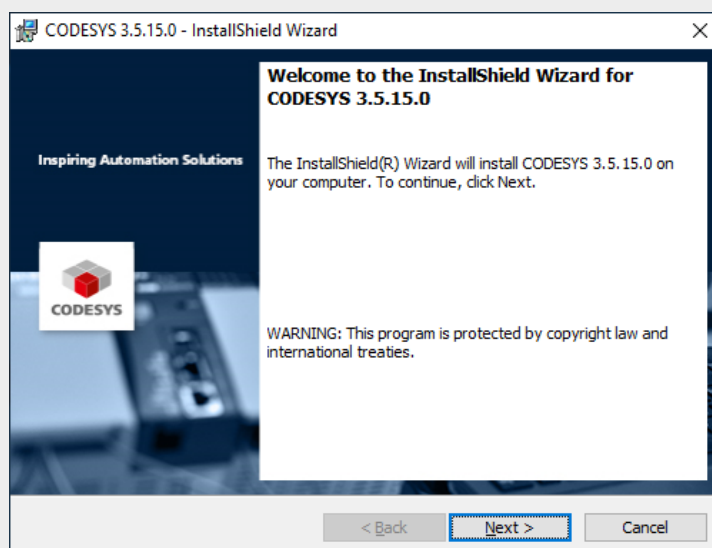 CODESYS 3.5.15.0 - InstallShield Wizard
Welcome to the InstallShield Wizard for
CODESYS 3.5.15.0
Inspiring Automation Solutions
The InstallShield(R) Wizard will install CODESYS 3.5.15.0 on
your computer. To continue, click Next.
CODESYS
WARNING: This program is protected by copyright law and
international treaties.
< Back
Next >
Cancel